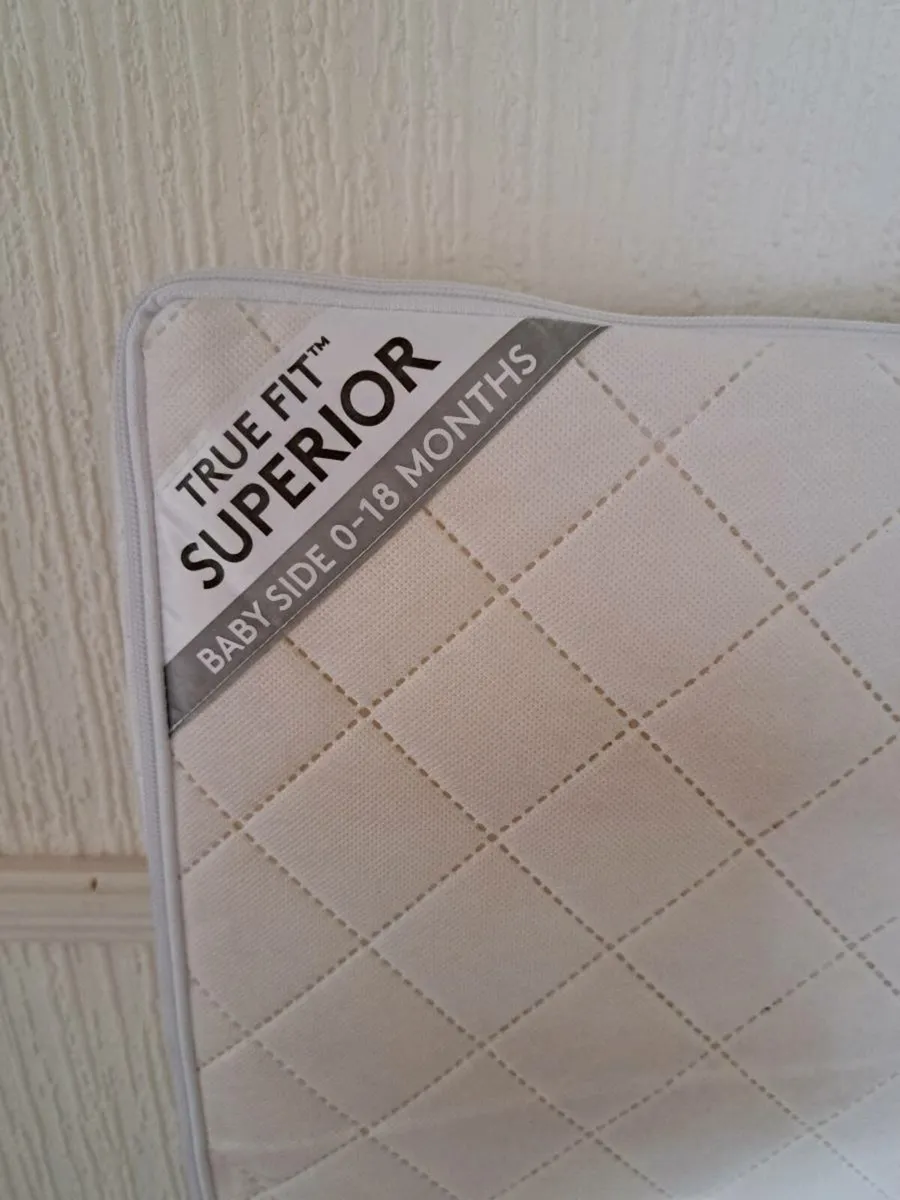 TRUE FIT™
SUPERIOR
BABY SIDE 0-18 MONTHS